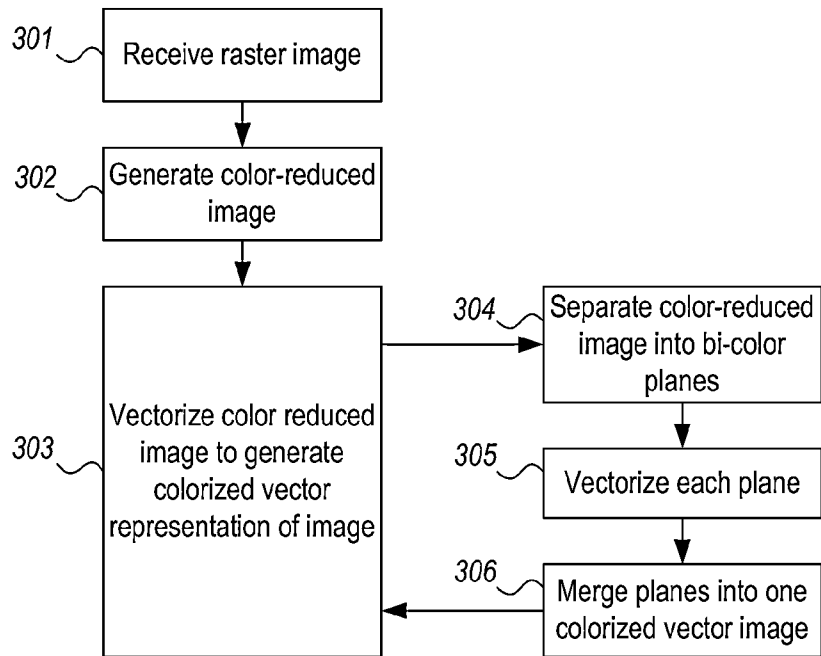 301
Receive raster image
302
Generate color-reduced
image
303
Vectorize color reduced
image to generate
colorized vector
representation of image
304
Separate color-reduced
image into bi-color
planes
305
Vectorize each plane
306
Merge planes into one
colorized vector image